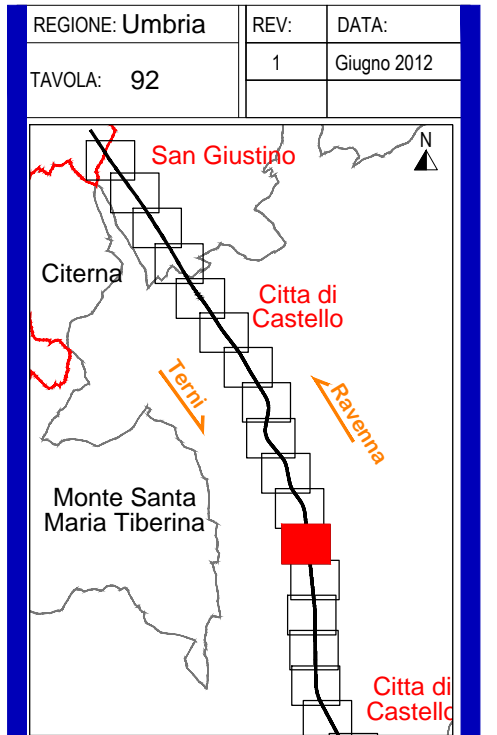 REGIONE: Umbria
REV:
DATA:
TAVOLA: 92
1
Giugno 2012
N
San Giustino
Citerna
Citta di
Castello
Terni
Ravenna
Monte Santa
Maria Tiberina
Citta di
Castello